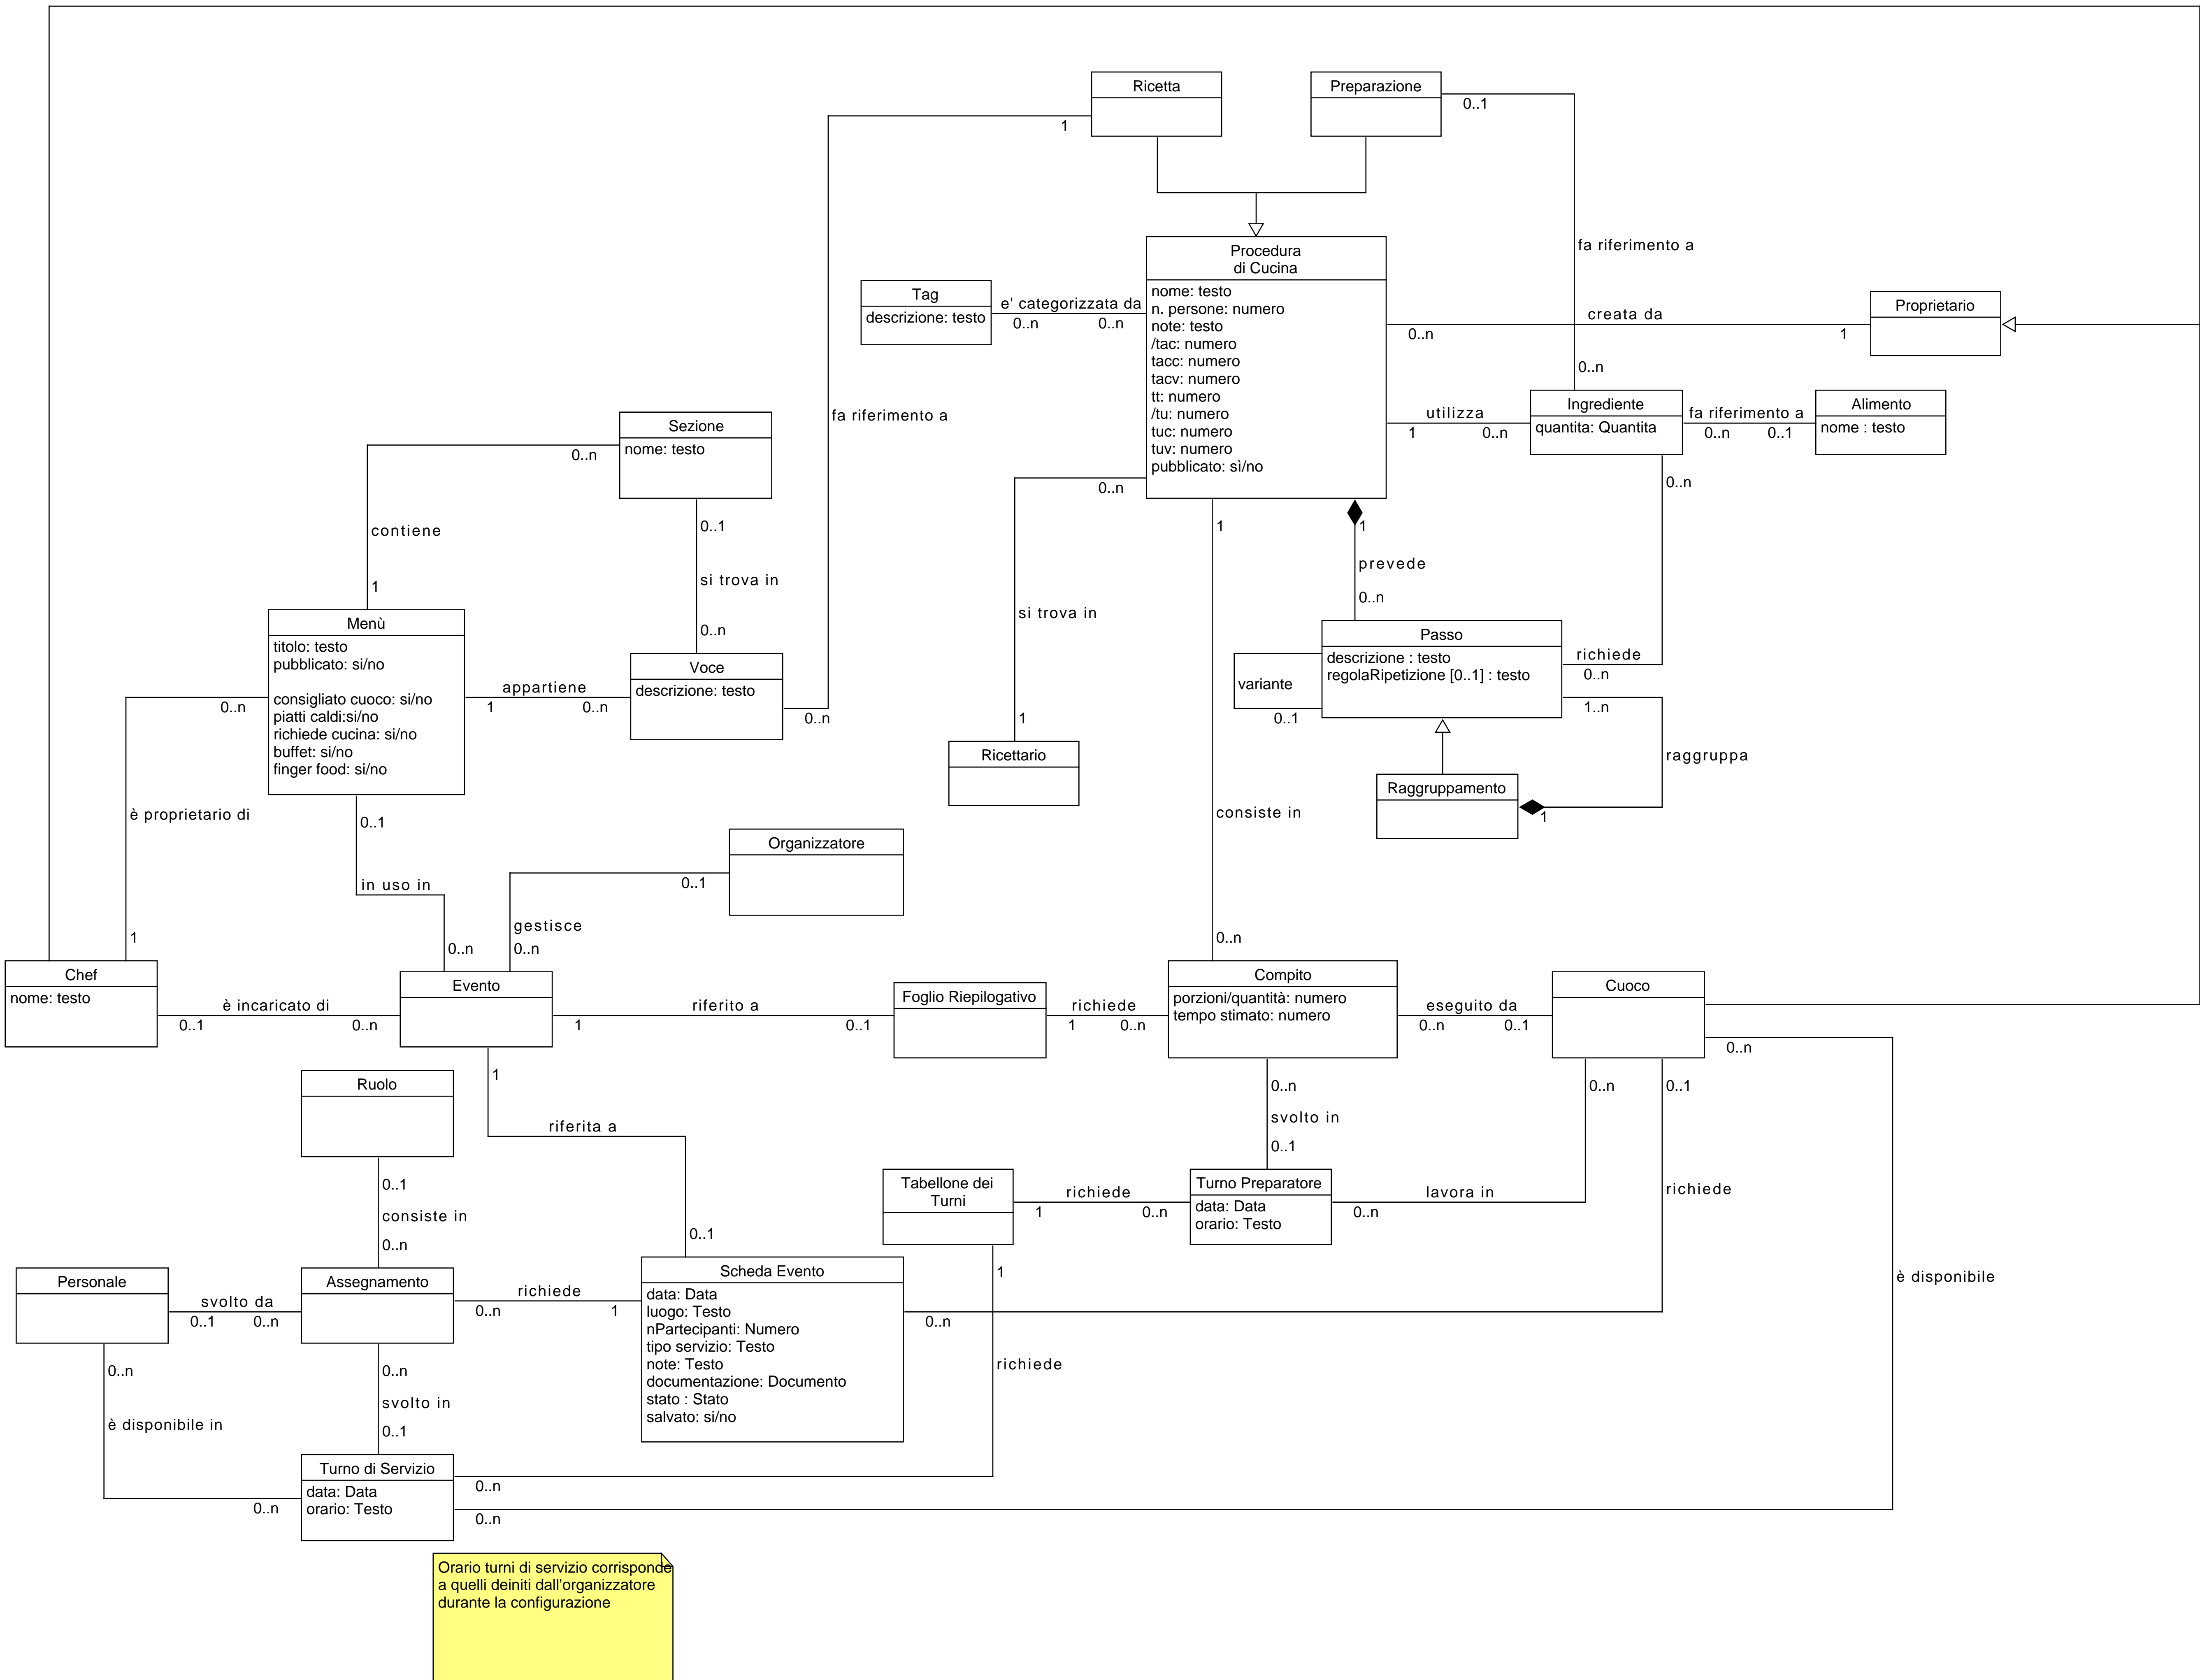 Ricetta
Preparazione
0..1
1
fa riferimento a
Procedura
di Cucina
nome: testo
n. persone: numero
note: testo
/tac: numero
tacc: numero
tacv: numero
tt: numero
/tu: numero
tuc: numero
tuv: numero
pubblicato: sì/no
Tag
descrizione: testo
e' categorizzata da
0..n
0..n
creata da
0..n
1
Proprietario
0..n
Ingrediente
quantita: Quantita
utilizza
1
0..n
fa riferimento a
0..n
0..1
Alimento
nome : testo
Sezione
nome: testo
0..n
fa riferimento a
0..n
0..n
contiene
1
0..1
si trova in
0..n
1
1
prevede
0..n
si trova in
1
Menù
titolo: testo
pubblicato: si/no
consigliato cuoco: si/no
piatti caldi:si/no
richiede cucina: si/no
buffet: si/no
finger food: si/no
Voce
descrizione: testo
appartiene
1
0..n
0..n
0..n
Passo
descrizione : testo
regolaRipetizione [0..1] : testo
variante
0..1
richiede
0..n
1..n
raggruppa
Ricettario
Raggruppamento
1
è proprietario di
0..1
consiste in
Organizzatore
0..1
in uso in
gestisce
1
0..n
0..n
0..n
Chef
nome: testo
è incaricato di
0..1
0..n
Evento
riferito a
1
0..1
Foglio Riepilogativo
richiede
1
0..n
Compito
porzioni/quantità: numero
tempo stimato: numero
eseguito da
0..n
0..1
Cuoco
0..n
Ruolo
1
0..n
0..n
0..1
riferita a
svolto in
0..1
0..1
consiste in
0..n
0..1
Tabellone dei
Turni
richiede
1
0..n
Turno Preparatore
data: Data
orario: Testo
lavora in
0..n
richiede
Personale
svolto da
0..1
0..n
Assegnamento
richiede
0..n
1
Scheda Evento
data: Data
luogo: Testo
nPartecipanti: Numero
tipo servizio: Testo
note: Testo
documentazione: Documento
stato : Stato
salvato: si/no
0..n
1
è disponibile
richiede
0..n
0..n
svolto in
è disponibile in
0..1
Turno di Servizio
data: Data
orario: Testo
0..n
0..n
0..n
Orario turni di servizio corrisponde
a quelli deiniti dall'organizzatore
durante la configurazione